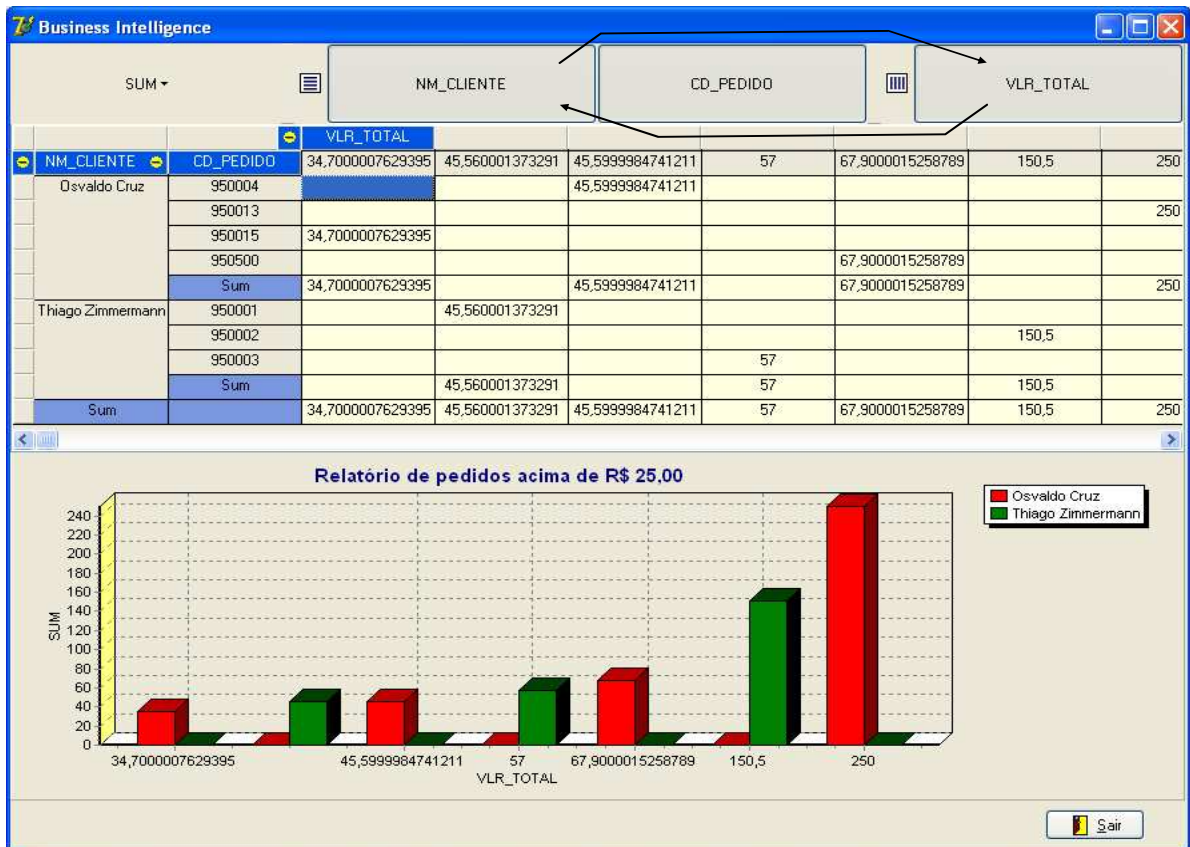 Business Intelligence
SUM NM_CLIENTE CD_PEDIDO VLR_TOTAL
VLR_TOTAL
NM_CLIENTE CD_PEDIDO 34,7000007629395 45,560001373291 45,5999984741211 57 67,9000015258789 150,5 250
Osvaldo Cruz 950004 45,5999984741211
950013 250
950015 34,7000007629395
950500 67,9000015258789
Sum 34,7000007629395 45,5999984741211 67,9000015258789 250
Thiago Zimmermann 950001 45,560001373291
950002 150,5
950003 57
Sum 45,560001373291 57 150,5
Sum 34,7000007629395 45,560001373291 45,5999984741211 57 67,9000015258789 150,5 250
Relatório de pedidos acima de R$ 25,00
Osvaldo Cruz
Thiago Zimmermann
240
220
200
180
160
140
120
100
80
60
40
20
0
SUM
34,7000007629395 45,5999984741211 57 67,9000015258789 150,5 250
VLR_TOTAL
Sair